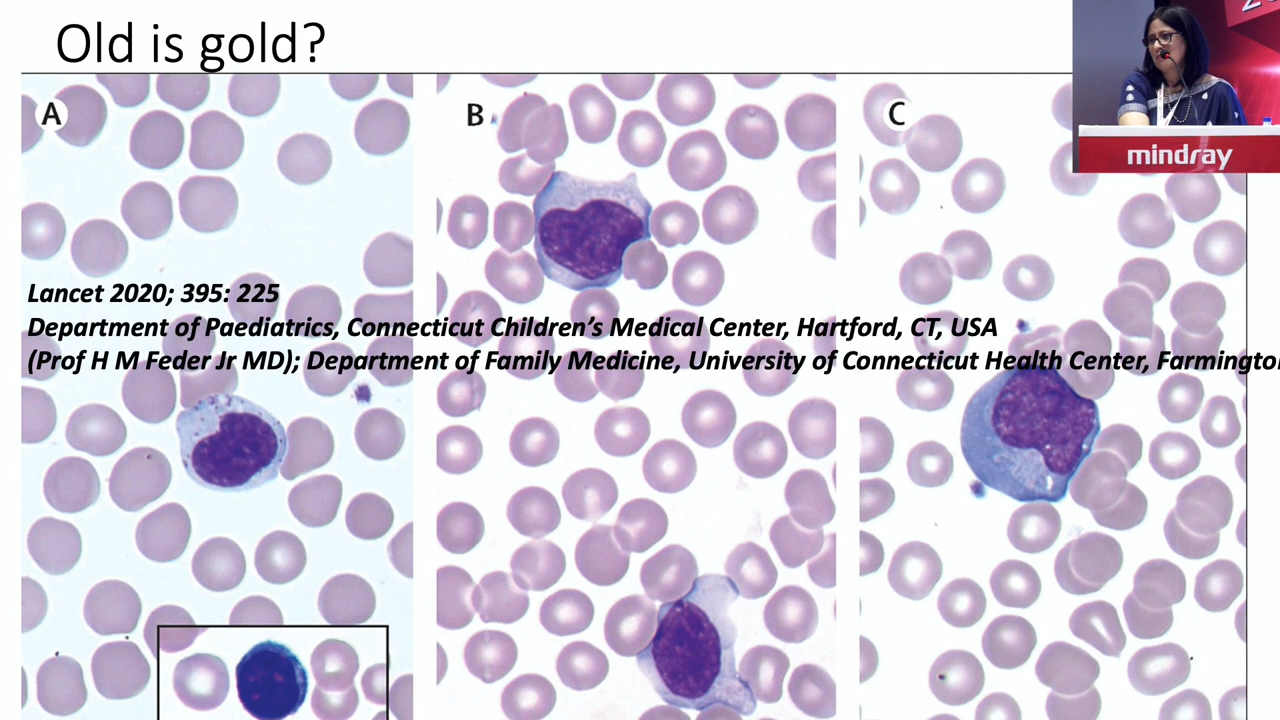 Old is gold?
A
B
C
mindray
Lancet 2020; 395: 225
Department of Paediatrics, Connecticut Children's Medical Center, Hartford, CT, USA
(Prof H M Feder Jr MD); Department of Family Medicine, University of Connecticut Health Center, Farmington